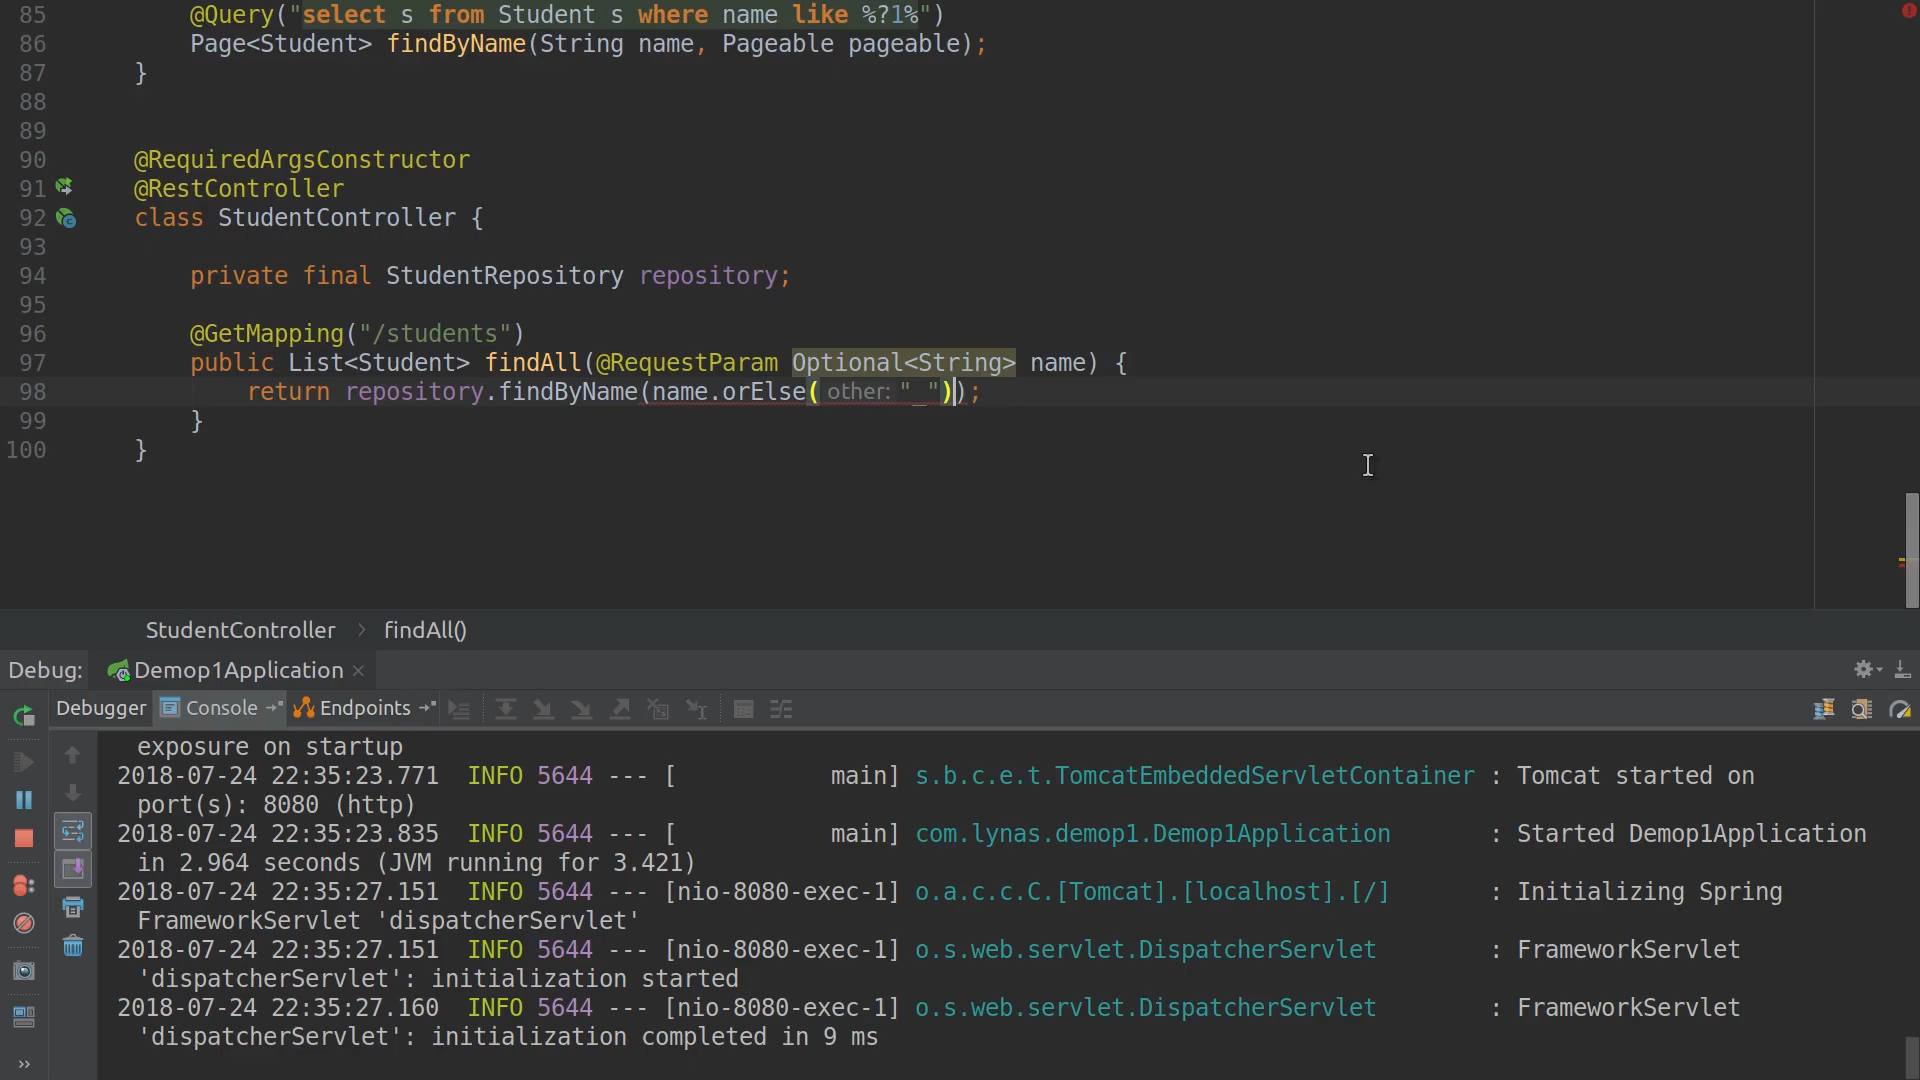 85 @Query("select s from Student s where name like %?1%")
86 Page<Student> findByName(String name, Pageable pageable);
87 }
88
89
90 @RequiredArgsConstructor
91 @RestController
92 class StudentController {
93
94 private final StudentRepository repository;
95
96 @GetMapping("/students")
97 public List<Student> findAll(@RequestParam Optional<String> name) {
98 return repository.findByName(name.orElse( other: "_"));
99 }
100 }
StudentController > findAll()
Debug: Demop1Application
Debugger Console Endpoints
exposure on startup
2018-07-24 22:35:23.771 INFO 5644 --- [ main] s.b.c.e.t.TomcatEmbeddedServletContainer : Tomcat started on
port(s): 8080 (http)
2018-07-24 22:35:23.835 INFO 5644 --- [ main] com.lynas.demop1.Demop1Application : Started Demop1Application
in 2.964 seconds (JVM running for 3.421)
2018-07-24 22:35:27.151 INFO 5644 --- [nio-8080-exec-1] o.a.c.c.C.[Tomcat].[localhost].[/] : Initializing Spring
FrameworkServlet 'dispatcherServlet'
2018-07-24 22:35:27.151 INFO 5644 --- [nio-8080-exec-1] o.s.web.servlet.DispatcherServlet : FrameworkServlet
'dispatcherServlet': initialization started
2018-07-24 22:35:27.160 INFO 5644 --- [nio-8080-exec-1] o.s.web.servlet.DispatcherServlet : FrameworkServlet
'dispatcherServlet': initialization completed in 9 ms